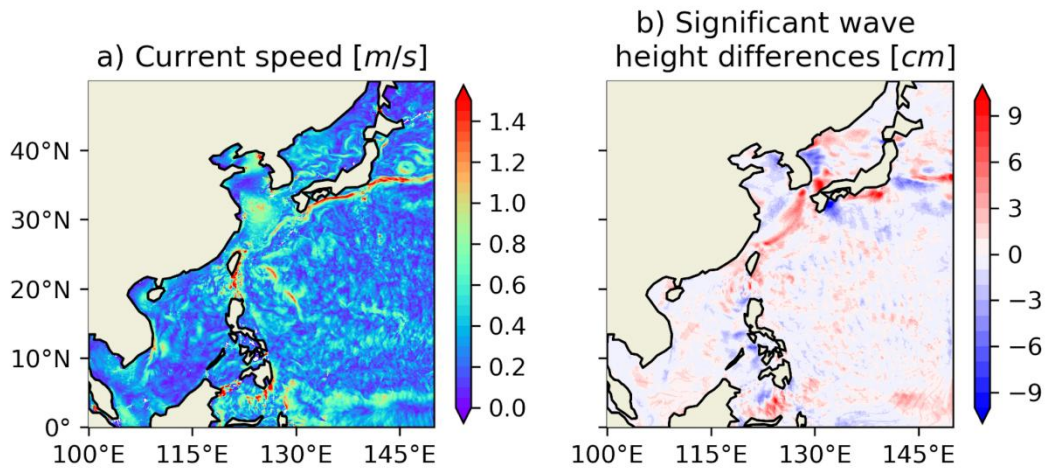 a) Current speed [m/s]
40°N
30°N
20°N
10°N
0°
100°E 115°E 130°E 145°E
1.4
1.2
1.0
0.8
0.6
0.4
0.2
0.0
b) Significant wave
height differences [cm]
100°E 115°E 130°E 145°E
9
6
3
0
−3
−6
−9